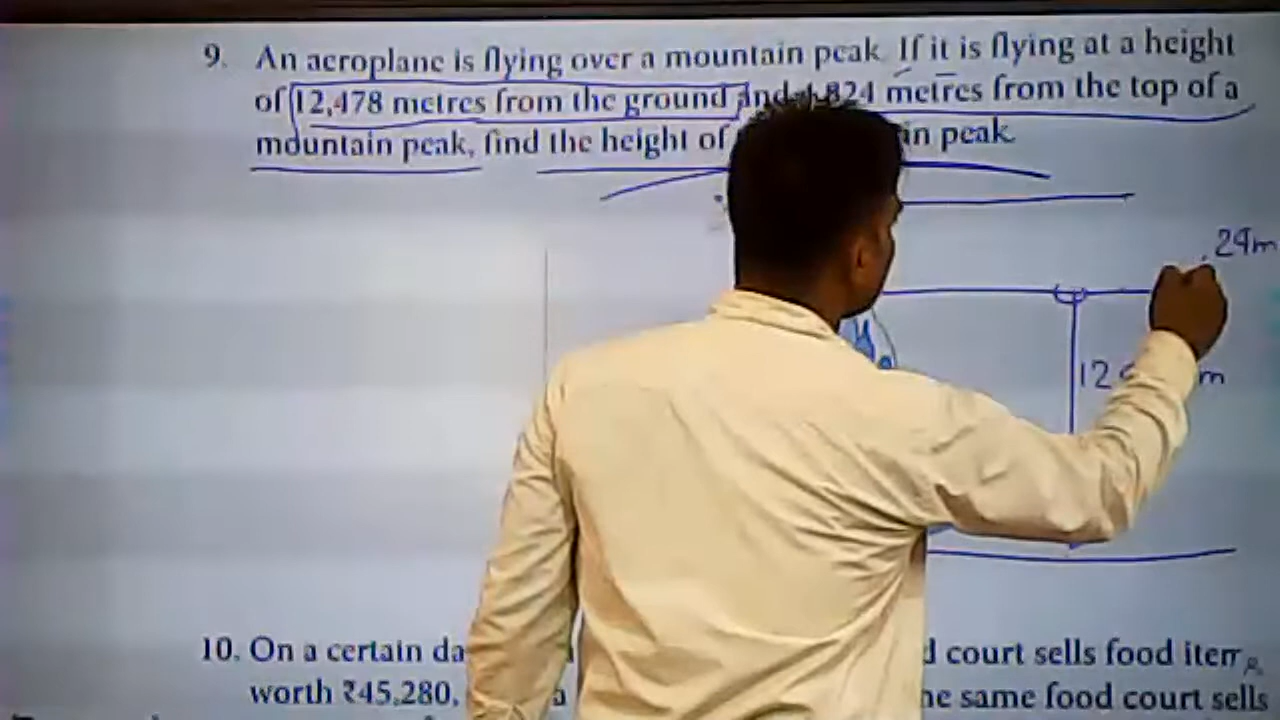 9. An aeroplane is flying over a mountain peak. If it is flying at a height
of 12,478 metres from the ground and 1,824 metres from the top of a
mountain peak, find the height of in peak.
24m
12 m
10. On a certain da court sells food item
worth ₹45,280, same food court sells